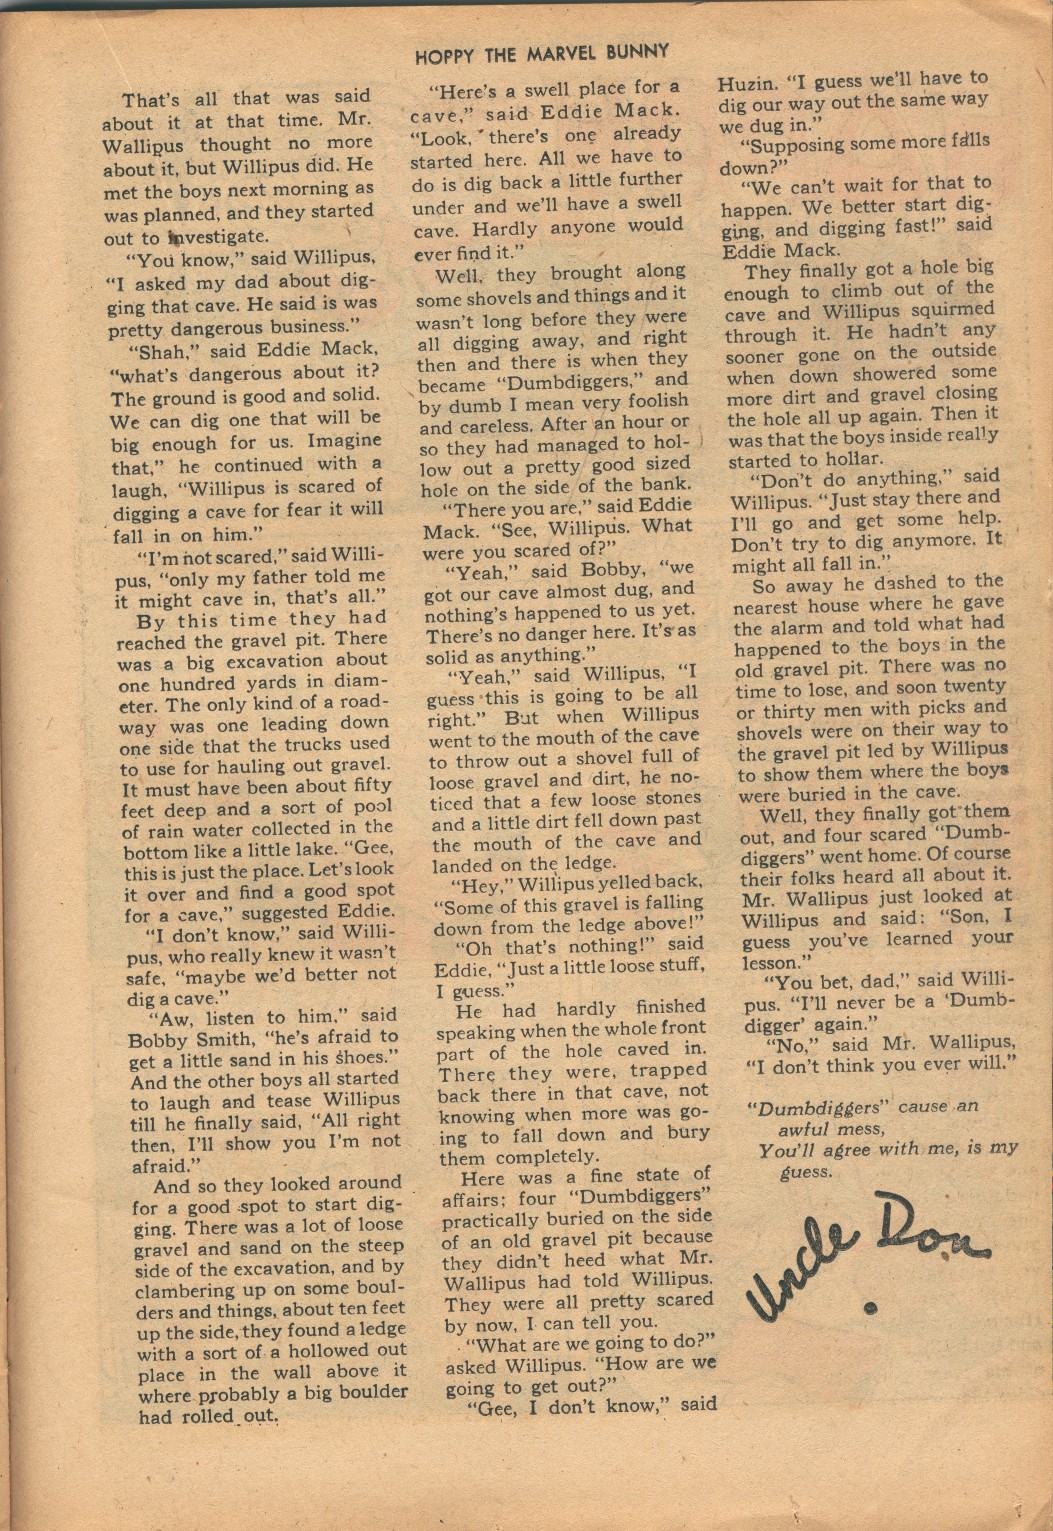 HOPPY THE MARVEL BUNNY
That's all that was said
about it at that time. Mr.
Wallipus thought no more
about it, but Willipus did. He
met the boys next morning as
was planned, and they started
out to investigate.
"You know," said Willipus,
"I asked my dad about dig-
ging that cave. He said is was
pretty dangerous business."
"Shah," said Eddie Mack,
"what's dangerous about it?
The ground is good and solid.
We can dig one that will be
big enough for us. Imagine
that," he continued with a
laugh, "Willipus is scared of
digging a cave for fear it will
fall in on him."
"I'm not scared," said Willi-
pus, "only my father told me
it might cave in, that's all."
By this time they had
reached the gravel pit. There
was a big excavation about
one hundred yards in diam-
eter. The only kind of a road-
way was one leading down
one side that the trucks used
to use for hauling out gravel.
It must have been about fifty
feet deep and a sort of pool
of rain water collected in the
bottom like a little lake. "Gee,
this is just the place. Let's look
it over and find a good spot
for a cave," suggested Eddie.
"I don't know," said Willi-
pus, who really knew it wasn't
safe, "maybe we'd better not
dig a cave."
"Aw, listen to him," said
Bobby Smith, "he's afraid to
get a little sand in his shoes."
And the other boys all started
to laugh and tease Willipus
till he finally said, "All right
then, I'll show you I'm not
afraid."
And so they looked around
for a good spot to start dig-
ging. There was a lot of loose
gravel and sand on the steep
side of the excavation, and by
clambering up on some boul-
ders and things, about ten feet
up the side, they found a ledge
with a sort of a hollowed out
place in the wall above it
where probably a big boulder
had rolled out.
"Here's a swell place for a
cave," said Eddie Mack.
"Look, there's one already
started here. All we have to
do is dig back a little further
under and we'll have a swell
cave. Hardly anyone would
ever find it."
Well, they brought along
some shovels and things and it
wasn't long before they were
all digging away, and right
then and there is when they
became "Dumbdiggers," and
by dumb I mean very foolish
and careless. After an hour or
so they had managed to hol-
low out a pretty good sized
hole on the side of the bank.
"There you are," said Eddie
Mack. "See, Willipus. What
were you scared of?"
"Yeah," said Bobby, "we
got our cave almost dug, and
nothing's happened to us yet.
There's no danger here. It's as
solid as anything."
"Yeah," said Willipus, "I
guess this is going to be all
right." But when Willipus
went to the mouth of the cave
to throw out a shovel full of
loose gravel and dirt, he no-
ticed that a few loose stones
and a little dirt fell down past
the mouth of the cave and
landed on the ledge.
"Hey," Willipus yelled back,
"Some of this gravel is falling
down from the ledge above!"
"Oh that's nothing!" said
Eddie, "Just a little loose stuff,
I guess."
He had hardly finished
speaking when the whole front
part of the hole caved in.
There they were, trapped
back there in that cave, not
knowing when more was go-
ing to fall down and bury
them completely.
Here was a fine state of
affairs; four "Dumbdiggers"
practically buried on the side
of an old gravel pit because
they didn't heed what Mr.
Wallipus had told Willipus.
They were all pretty scared
by now, I can tell you.
"What are we going to do?"
asked Willipus. "How are we
going to get out?"
"Gee, I don't know," said
Huzin. "I guess we'll have to
dig our way out the same way
we dug in."
"Supposing some more falls
down?"
"We can't wait for that to
happen. We better start dig-
ging, and digging fast!" said
Eddie Mack.
They finally got a hole big
enough to climb out of the
cave and Willipus squirmed
through it. He hadn't any
sooner gone on the outside
when down showered some
more dirt and gravel closing
the hole all up again. Then it
was that the boys inside really
started to hollar.
"Don't do anything," said
Willipus. "Just stay there and
I'll go and get some help.
Don't try to dig anymore. It
might all fall in."
So away he dashed to the
nearest house where he gave
the alarm and told what had
happened to the boys in the
old gravel pit. There was no
time to lose, and soon twenty
or thirty men with picks and
shovels were on their way to
the gravel pit led by Willipus
to show them where the boys
were buried in the cave.
Well, they finally got them
out, and four scared "Dumb-
diggers" went home. Of course
their folks heard all about it.
Mr. Wallipus just looked at
Willipus and said: "Son, I
guess you've learned your
lesson."
"You bet, dad," said Willi-
pus. "I'll never be a 'Dumb-
digger' again."
"No," said Mr. Wallipus,
"I don't think you ever will."
"Dumbdiggers" cause an
awful mess,
You'll agree with me, is my
guess.
Uncle Don